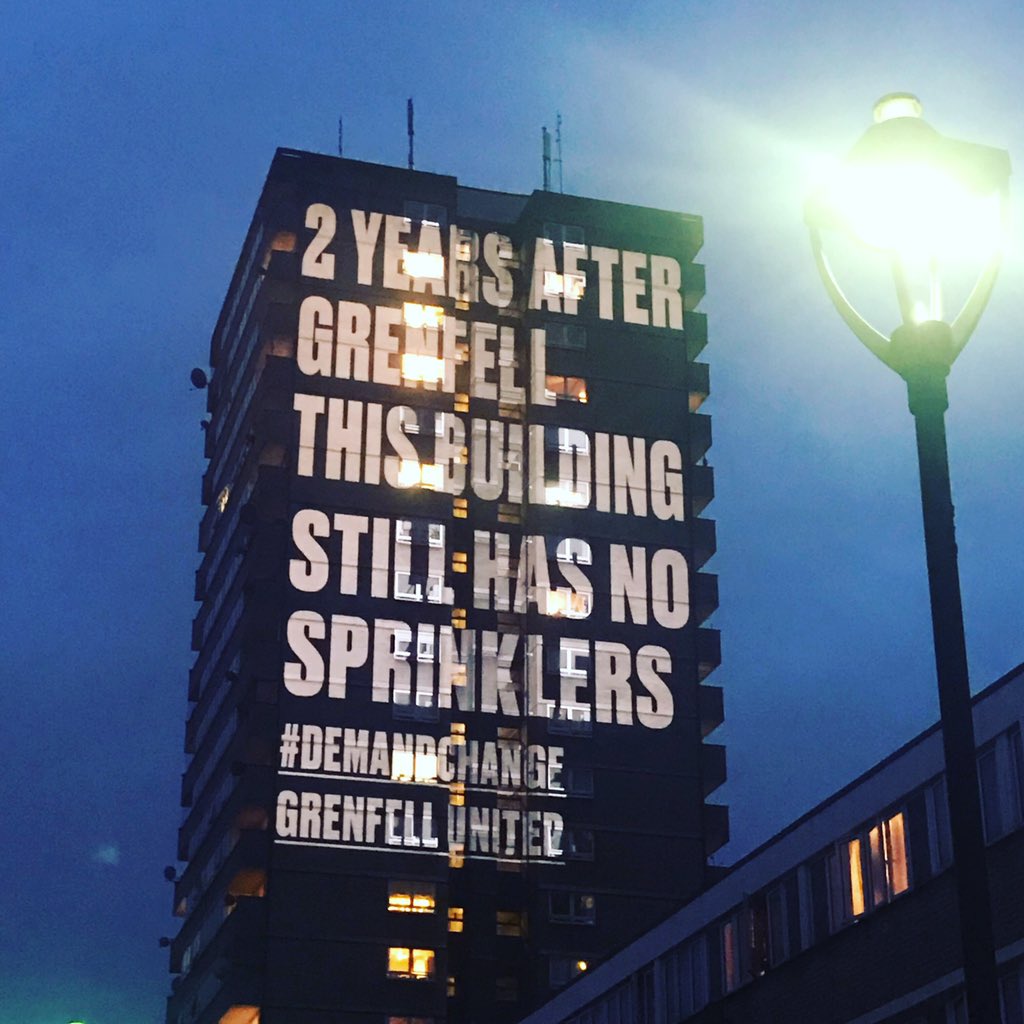 2 YEARS AFTER
GRENFELL
THIS BUILDING
STILL HAS NO
SPRINKLERS
#DEMANDCHANGE
GRENFELL UNITED